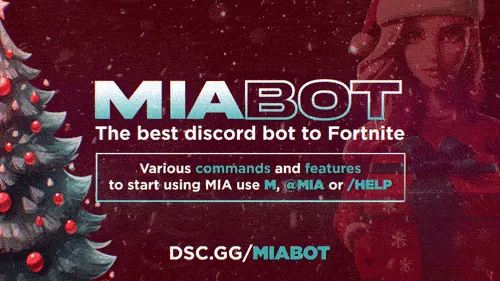 MIABOT
The best discord bot to Fortnite
Various commands and features
to start using MIA use M, @MIA or /HELP
DSC.GG/MIABOT